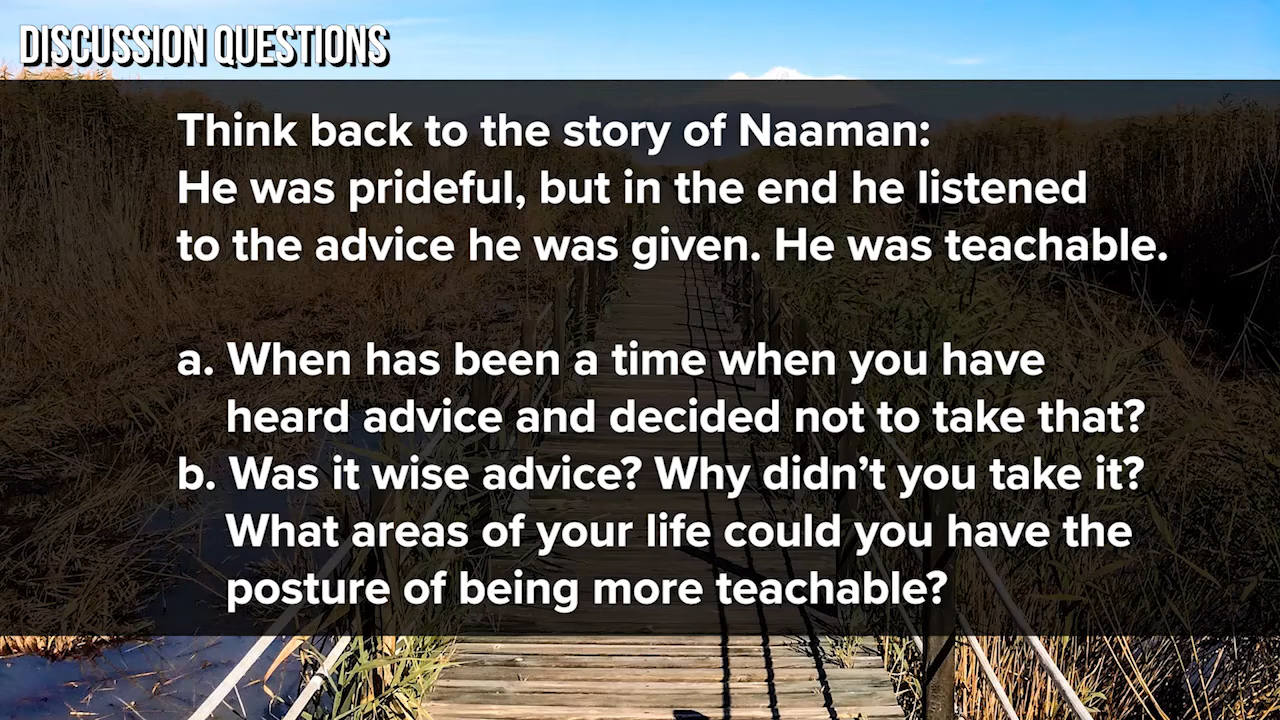 DISCUSSION QUESTIONS
Think back to the story of Naaman:
He was prideful, but in the end he listened
to the advice he was given. He was teachable.
a. When has been a time when you have
heard advice and decided not to take that?
b. Was it wise advice? Why didn’t you take it?
What areas of your life could you have the
posture of being more teachable?